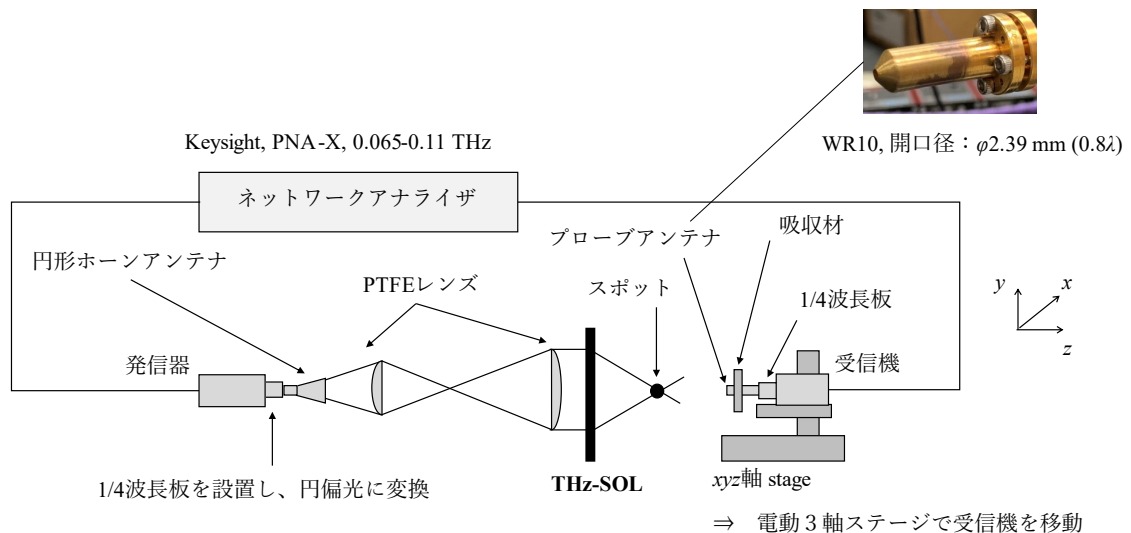 Keysight, PNA-X, 0.065-0.11 THz
WR10, 開口径：φ2.39 mm (0.8λ)
ネットワークアナライザ
吸収材
プローブアンテナ
円形ホーンアンテナ
PTFEレンズ
スポット
1/4波長板
y
x
z
発信器
受信機
1/4波長板を設置し、円偏光に変換
THz-SOL
xyz軸 stage
⇒ 電動３軸ステージで受信機を移動